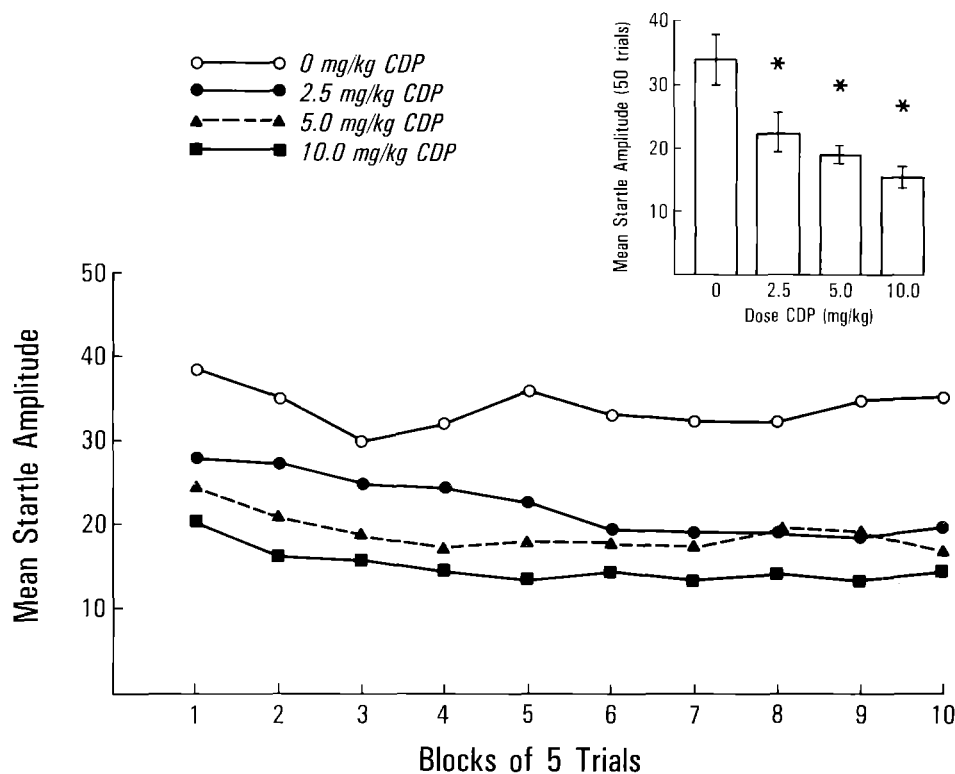 0 mg/kg CDP
2.5 mg/kg CDP
5.0 mg/kg CDP
10.0 mg/kg CDP
Mean Startle Amplitude (50 trials)
40
30
20
10
0 2.5 5.0 10.0
Dose CDP (mg/kg)
* * *
Mean Startle Amplitude
50
40
30
20
10
1 2 3 4 5 6 7 8 9 10
Blocks of 5 Trials